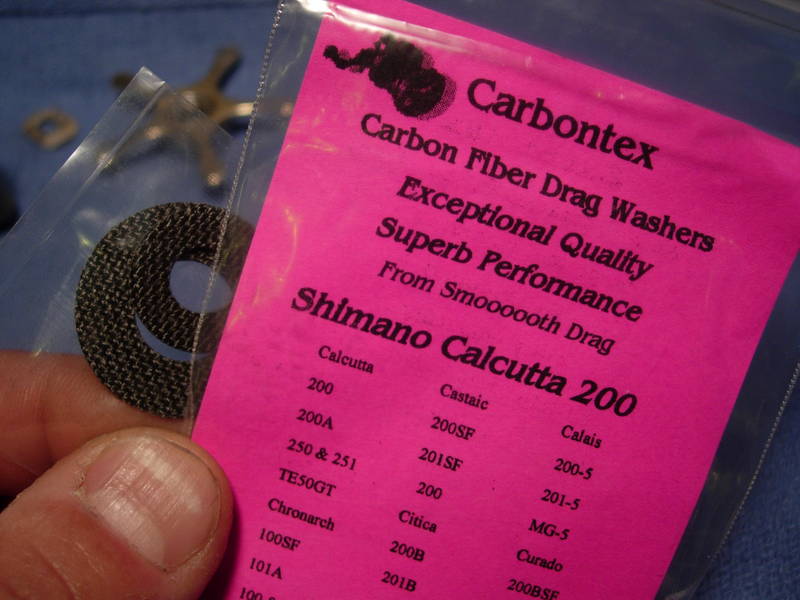 Carbontex
Carbon Fiber Drag Washers
Exceptional Quality
Superb Performance
From Smoooooth Drag
Shimano Calcutta 200
Calcutta
200
200A
250 & 251
TE50GT
Chronarch
100SF
101A
Castaic
200SF
201SF
200
Citica
200B
201B
Calais
200-5
201-5
MG-5
Curado
200BSF